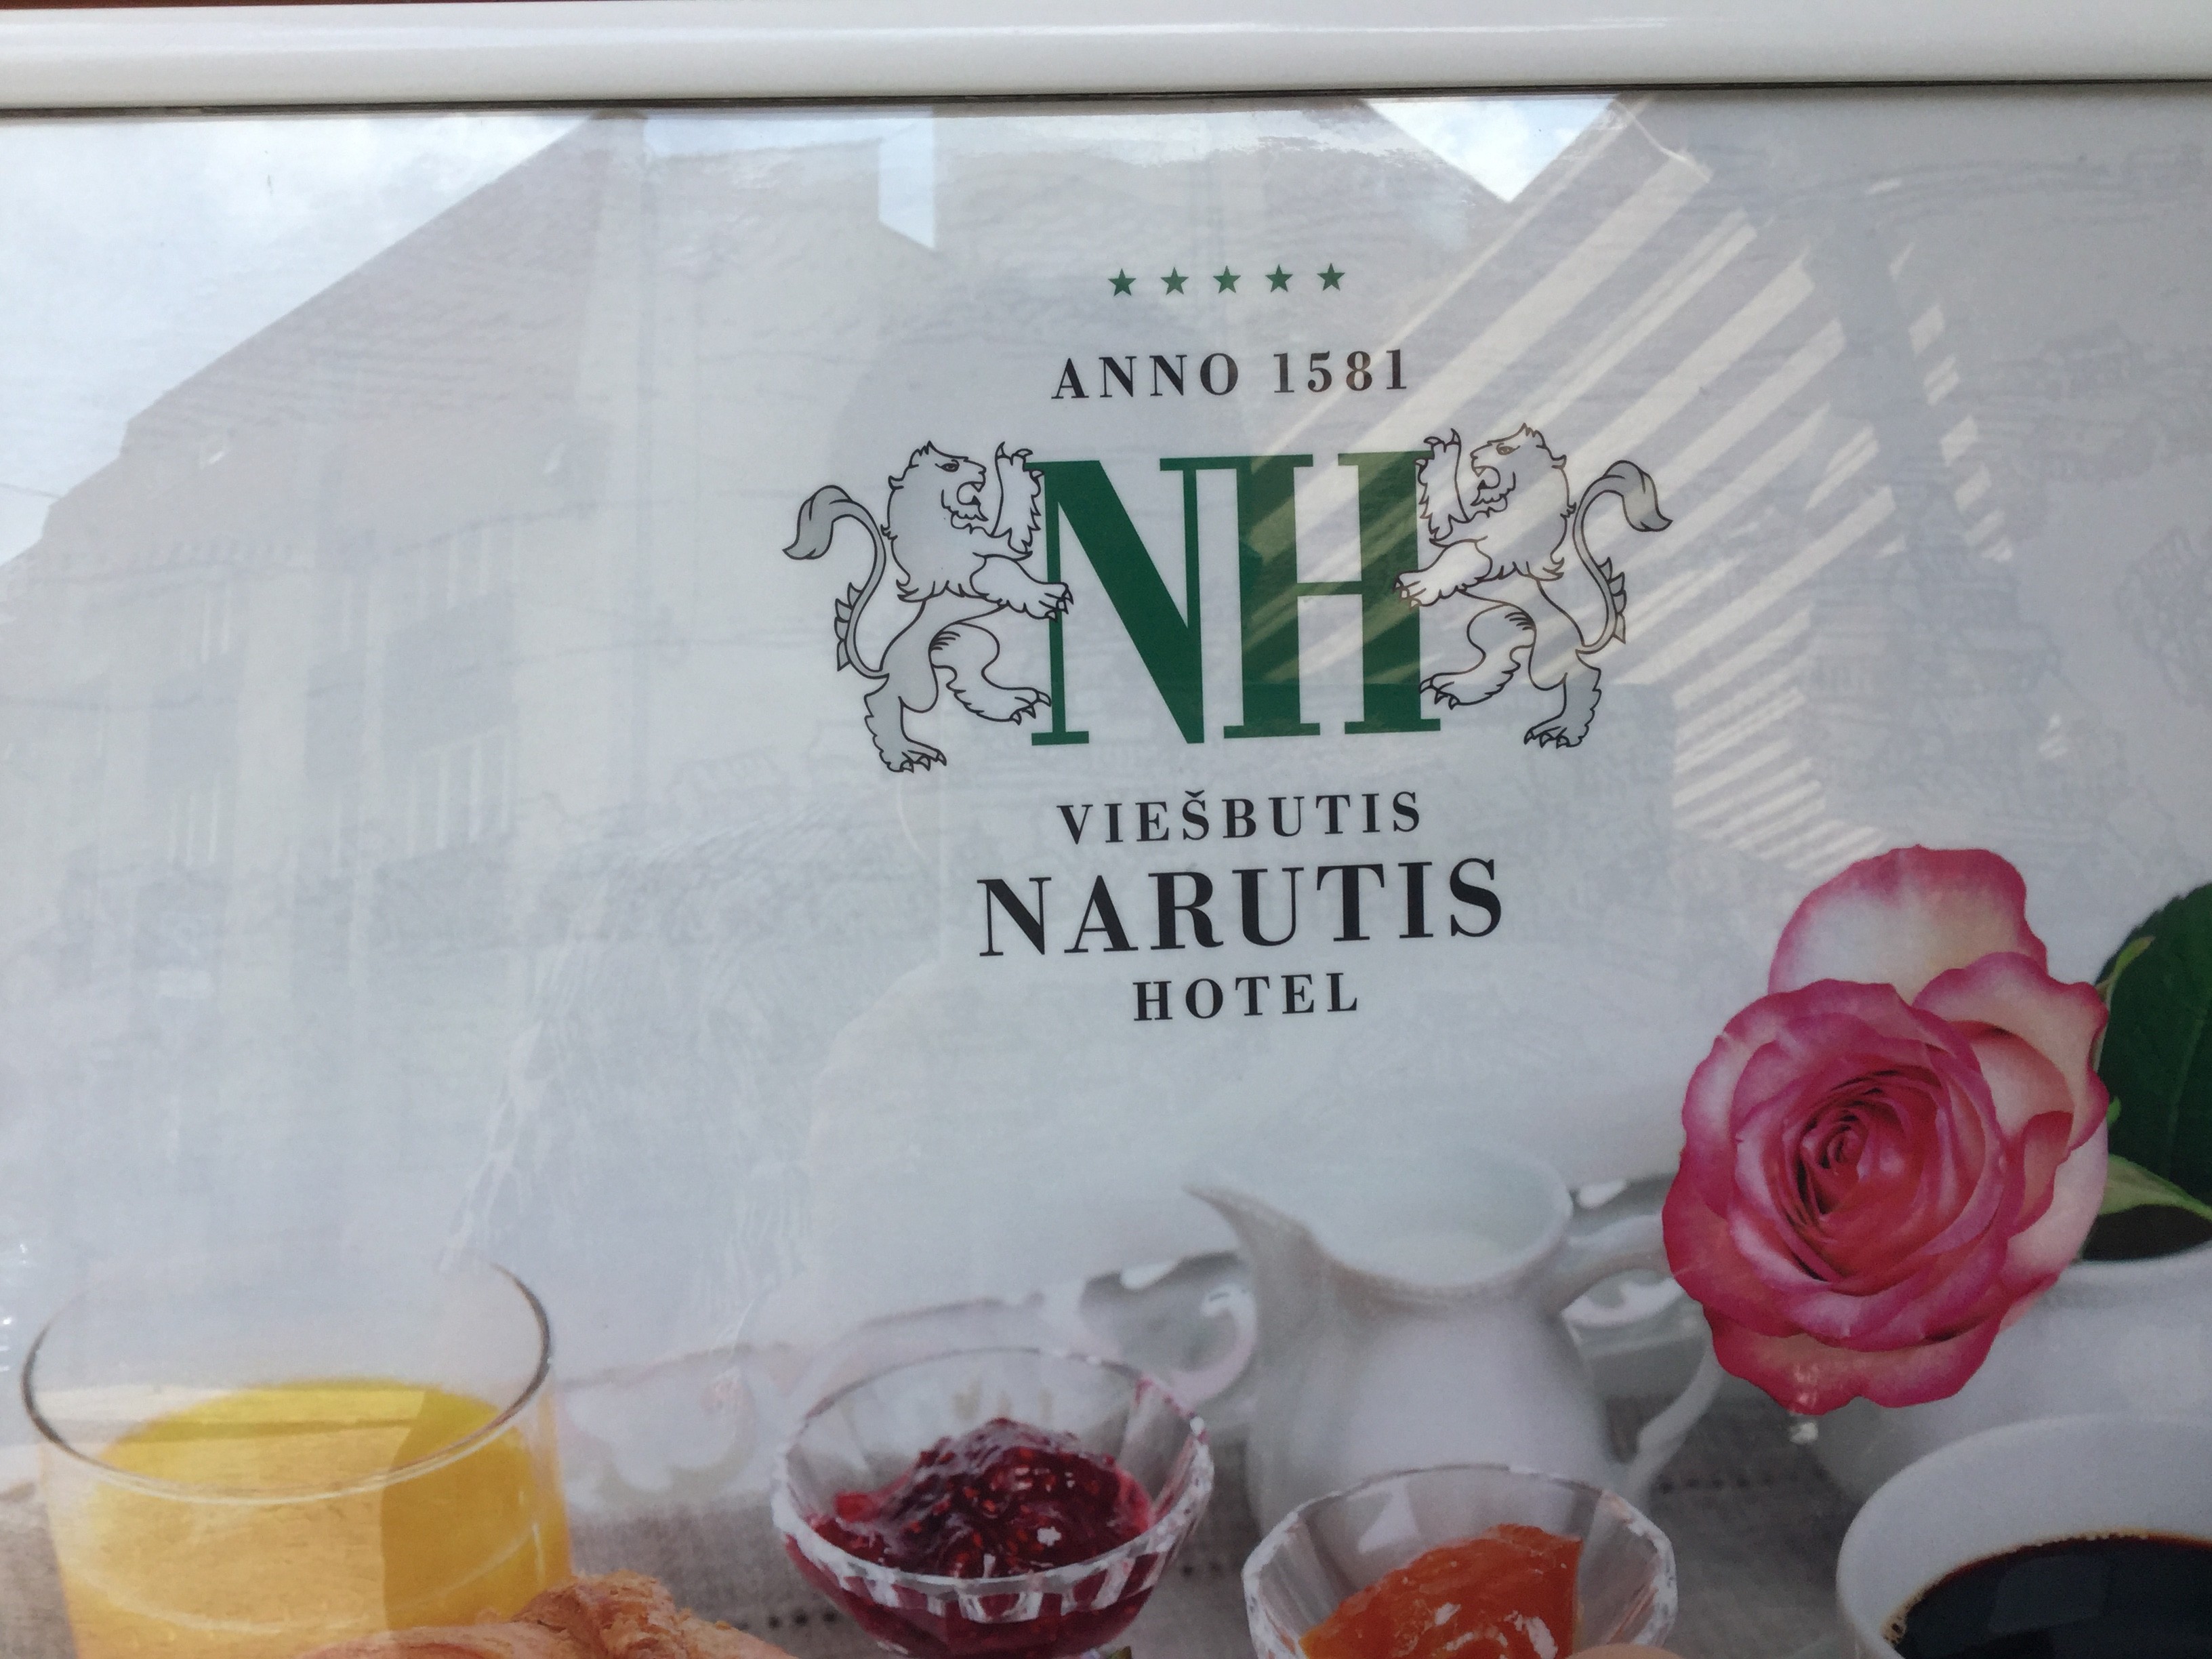 ANNO 1581
NH
VIEŠBUTIS
NARUTIS
HOTEL